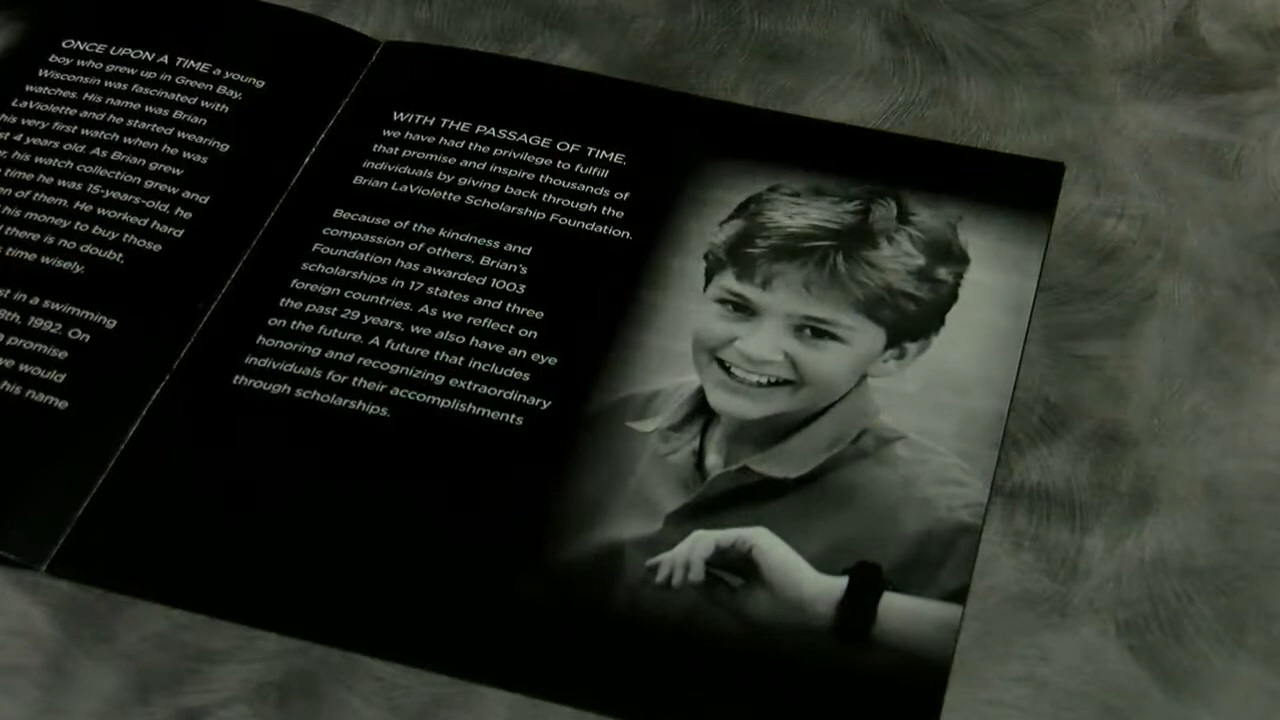 ONCE UPON A TIME a young
boy who grew up in Green Bay,
Wisconsin was fascinated with
watches. His name was Brian
LaViolette and he started wearing
his very first watch when he was
st 4 years old. As Brian grew
r, his watch collection grew and
time he was 15-years-old, he
en of them. He worked hard
his money to buy those
there is no doubt,
s time wisely.
st in a swimming
8th, 1992. On
promise
ve would
his name
WITH THE PASSAGE OF TIME,
we have had the privilege to fulfill
that promise and inspire thousands of
individuals by giving back through the
Brian LaViolette Scholarship Foundation.
Because of the kindness and
compassion of others, Brian's
Foundation has awarded 1003
scholarships in 17 states and three
foreign countries. As we reflect on
the past 29 years, we also have an eye
on the future. A future that includes
honoring and recognizing extraordinary
individuals for their accomplishments
through scholarships.